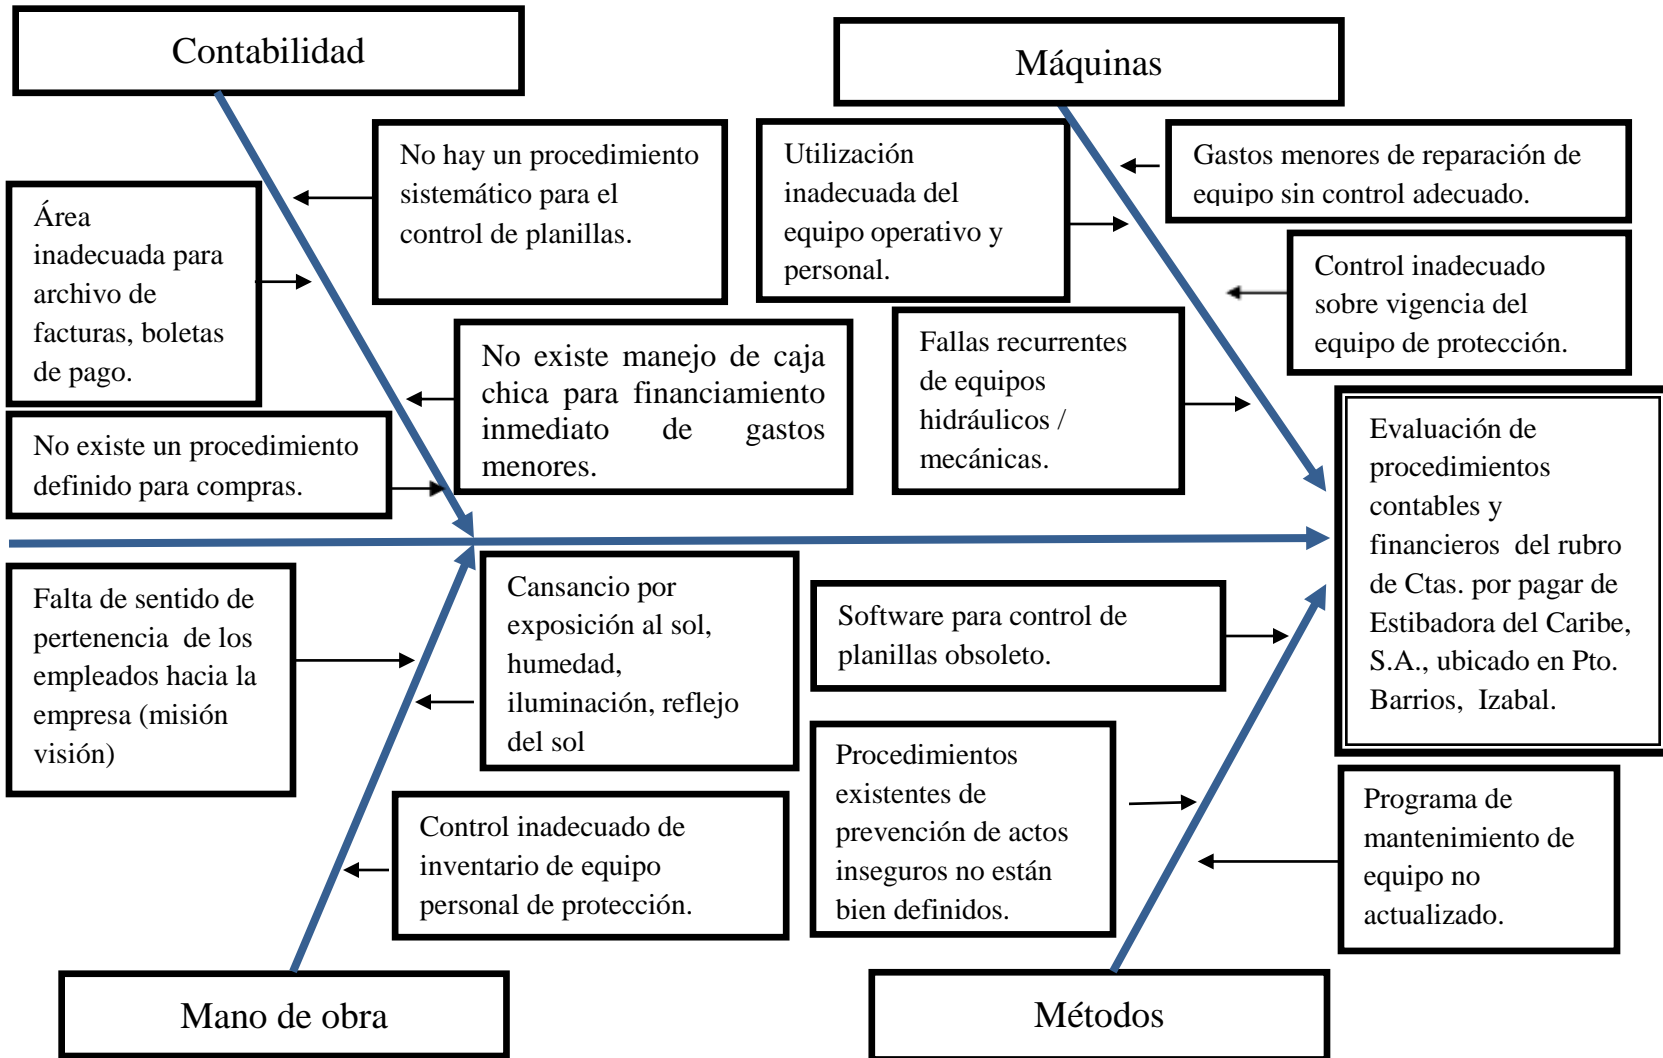 Contabilidad
Máquinas
No hay un procedimiento
sistemático para el
control de planillas.
Utilización
inadecuada del
equipo operativo y
personal.
Gastos menores de reparación de
equipo sin control adecuado.
Área
inadecuada para
archivo de
facturas, boletas
de pago.
Control inadecuado
sobre vigencia del
equipo de protección.
No existe manejo de caja
chica para financiamiento
inmediato de gastos
menores.
Fallas recurrentes
de equipos
hidráulicos /
mecánicas.
No existe un procedimiento
definido para compras.
Evaluación de
procedimientos
contables y
financieros del rubro
de Ctas. por pagar de
Estibadora del Caribe,
S.A., ubicado en Pto.
Barrios, Izabal.
Falta de sentido de
pertenencia de los
empleados hacia la
empresa (misión
visión)
Cansancio por
exposición al sol,
humedad,
iluminación, reflejo
del sol
Software para control de
planillas obsoleto.
Procedimientos
existentes de
prevención de actos
inseguros no están
bien definidos.
Programa de
mantenimiento de
equipo no
actualizado.
Control inadecuado de
inventario de equipo
personal de protección.
Mano de obra
Métodos